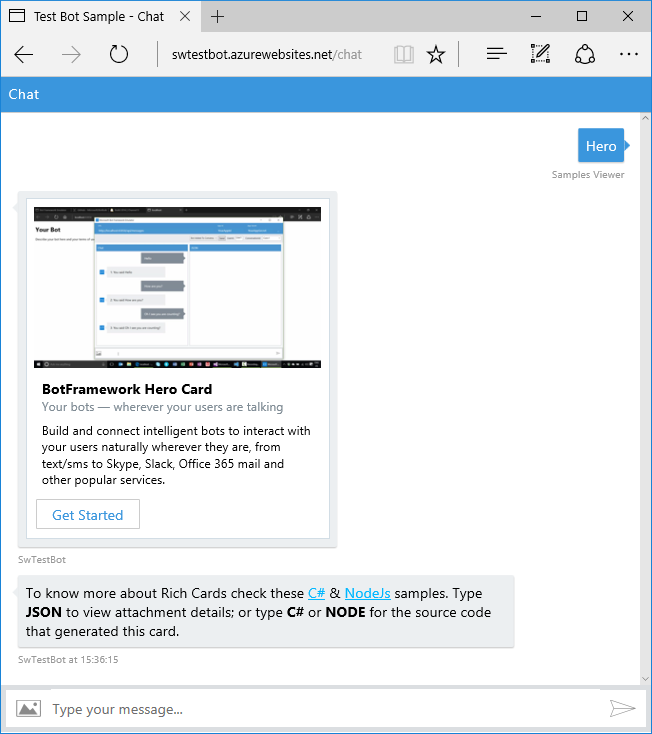 Test Bot Sample - Chat
swtestbot.azurewebsites.net/chat
Chat
Hero
Samples Viewer
Your Bot
BotFramework Hero Card
Your bots — wherever your users are talking
Build and connect intelligent bots to interact with
your users naturally wherever they are, from
text/sms to Skype, Slack, Office 365 mail and
other popular services.
Get Started
SwTestBot
To know more about Rich Cards check these C# & NodeJs samples. Type
JSON to view attachment details; or type C# or NODE for the source code
that generated this card.
SwTestBot at 15:36:15
Type your message...